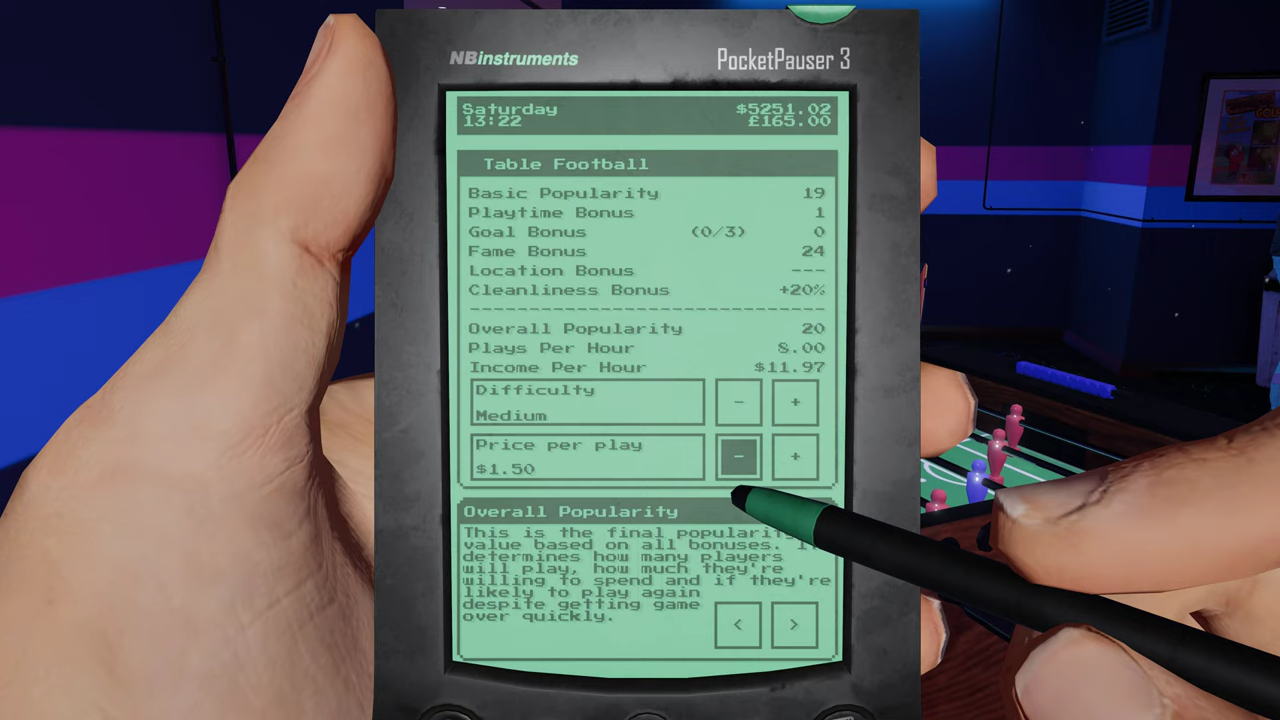 NBinstruments PocketPauser 3
Saturday $5251.02
13:22 £165.00
Table Football
Basic Popularity 19
Playtime Bonus 1
Goal Bonus (0/3) 0
Fame Bonus 24
Location Bonus ---
Cleanliness Bonus +20%
Overall Popularity 20
Plays Per Hour 8.00
Income Per Hour $11.97
Difficulty - +
Medium
Price per play - +
$1.50
Overall Popularity
This is the final popularity
value based on all bonuses.
determines how many players
will play, how much they're
willing to spend and if they're
likely to play again
despite getting game
over quickly.
< >